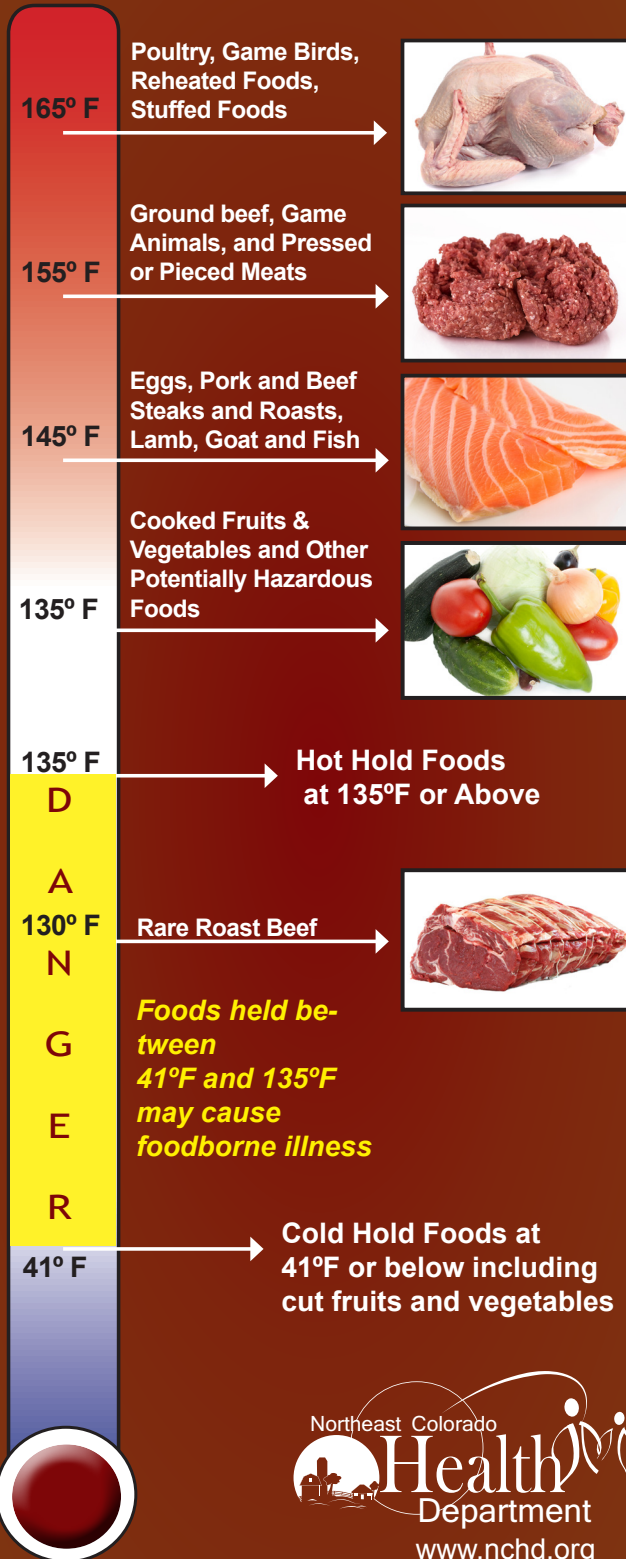 Poultry, Game Birds,
Reheated Foods,
Stuffed Foods
165º F
Ground beef, Game
Animals, and Pressed
or Pieced Meats
155º F
Eggs, Pork and Beef
Steaks and Roasts,
Lamb, Goat and Fish
145º F
Cooked Fruits &
Vegetables and Other
Potentially Hazardous
Foods
135º F
135º F
Hot Hold Foods
at 135ºF or Above
D
A
130º F
Rare Roast Beef
N
G
E
R
Foods held be-
tween
41ºF and 135ºF
may cause
foodborne illness
41º F
Cold Hold Foods at
41ºF or below including
cut fruits and vegetables
Northeast Colorado
Health
Department
www.nchd.org